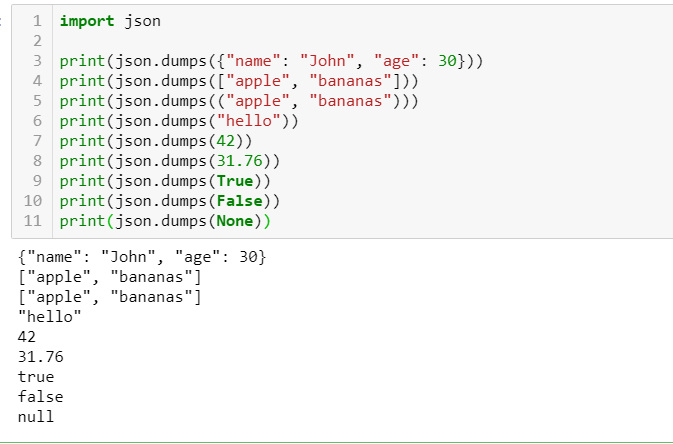 1 import json
2
3 print(json.dumps({"name": "John", "age": 30}))
4 print(json.dumps(["apple", "bananas"]))
5 print(json.dumps(("apple", "bananas")))
6 print(json.dumps("hello"))
7 print(json.dumps(42))
8 print(json.dumps(31.76))
9 print(json.dumps(True))
10 print(json.dumps(False))
11 print(json.dumps(None))
{"name": "John", "age": 30}
["apple", "bananas"]
["apple", "bananas"]
"hello"
42
31.76
true
false
null